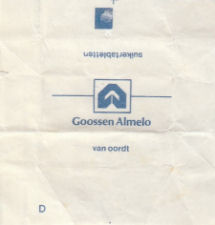 suikertabletten
Goossen Almelo
van oordt
D